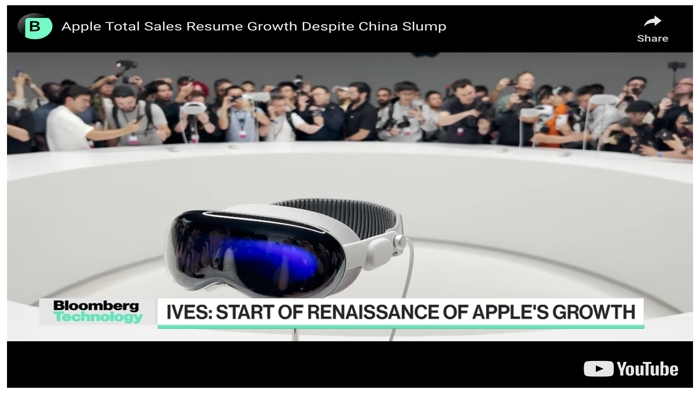 B
Apple Total Sales Resume Growth Despite China Slump
Share
Bloomberg
Technology
IVES: START OF RENAISSANCE OF APPLE'S GROWTH
YouTube